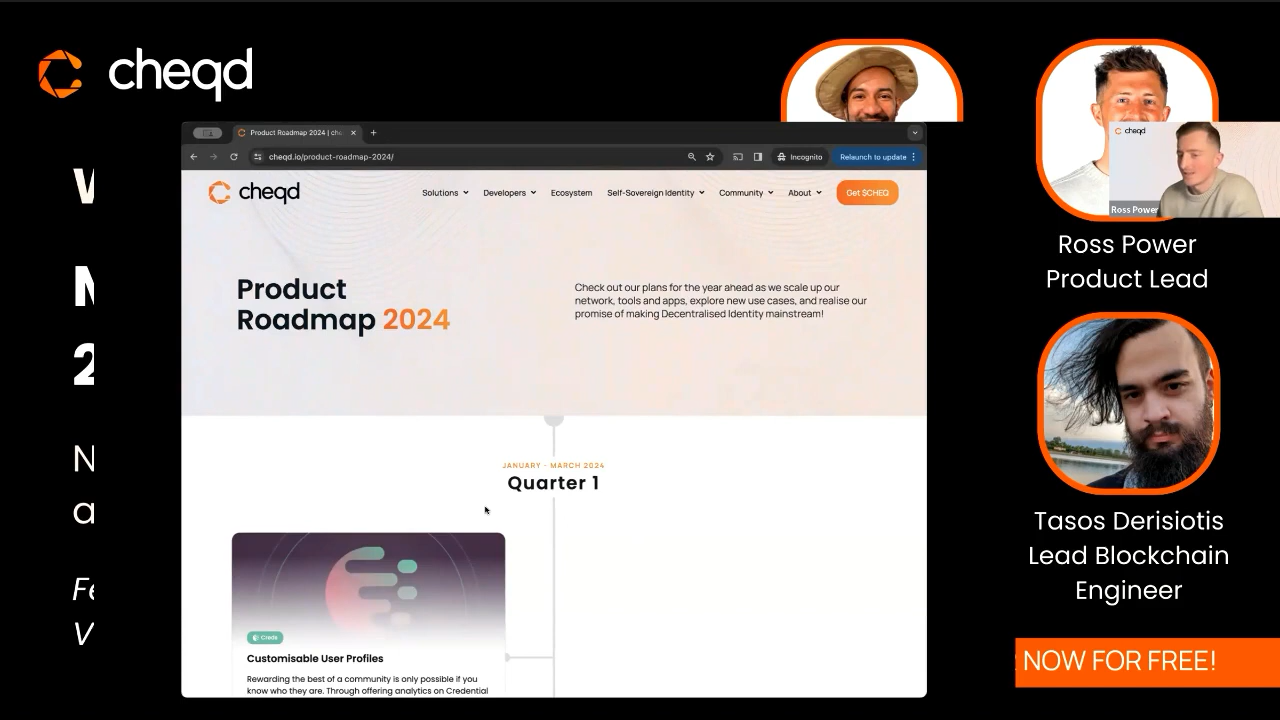 cheqd
Product Roadmap 2024 | che
cheqd.io/product-roadmap-2024/
Incognito
Relaunch to update
cheqd
Solutions
Developers
Ecosystem
Self-Sovereign Identity
Community
About
Get $CHEQ
Product
Roadmap 2024
Check out our plans for the year ahead as we scale up our
network, tools and apps, explore new use cases, and realise our
promise of making Decentralised Identity mainstream!
JANUARY - MARCH 2024
Quarter 1
Creds
Customisable User Profiles
Rewarding the best of a community is only possible if you
know who they are. Through offering analytics on Credential
cheqd
Ross Power
Ross Power
Product Lead
Tasos Derisiotis
Lead Blockchain
Engineer
NOW FOR FREE!